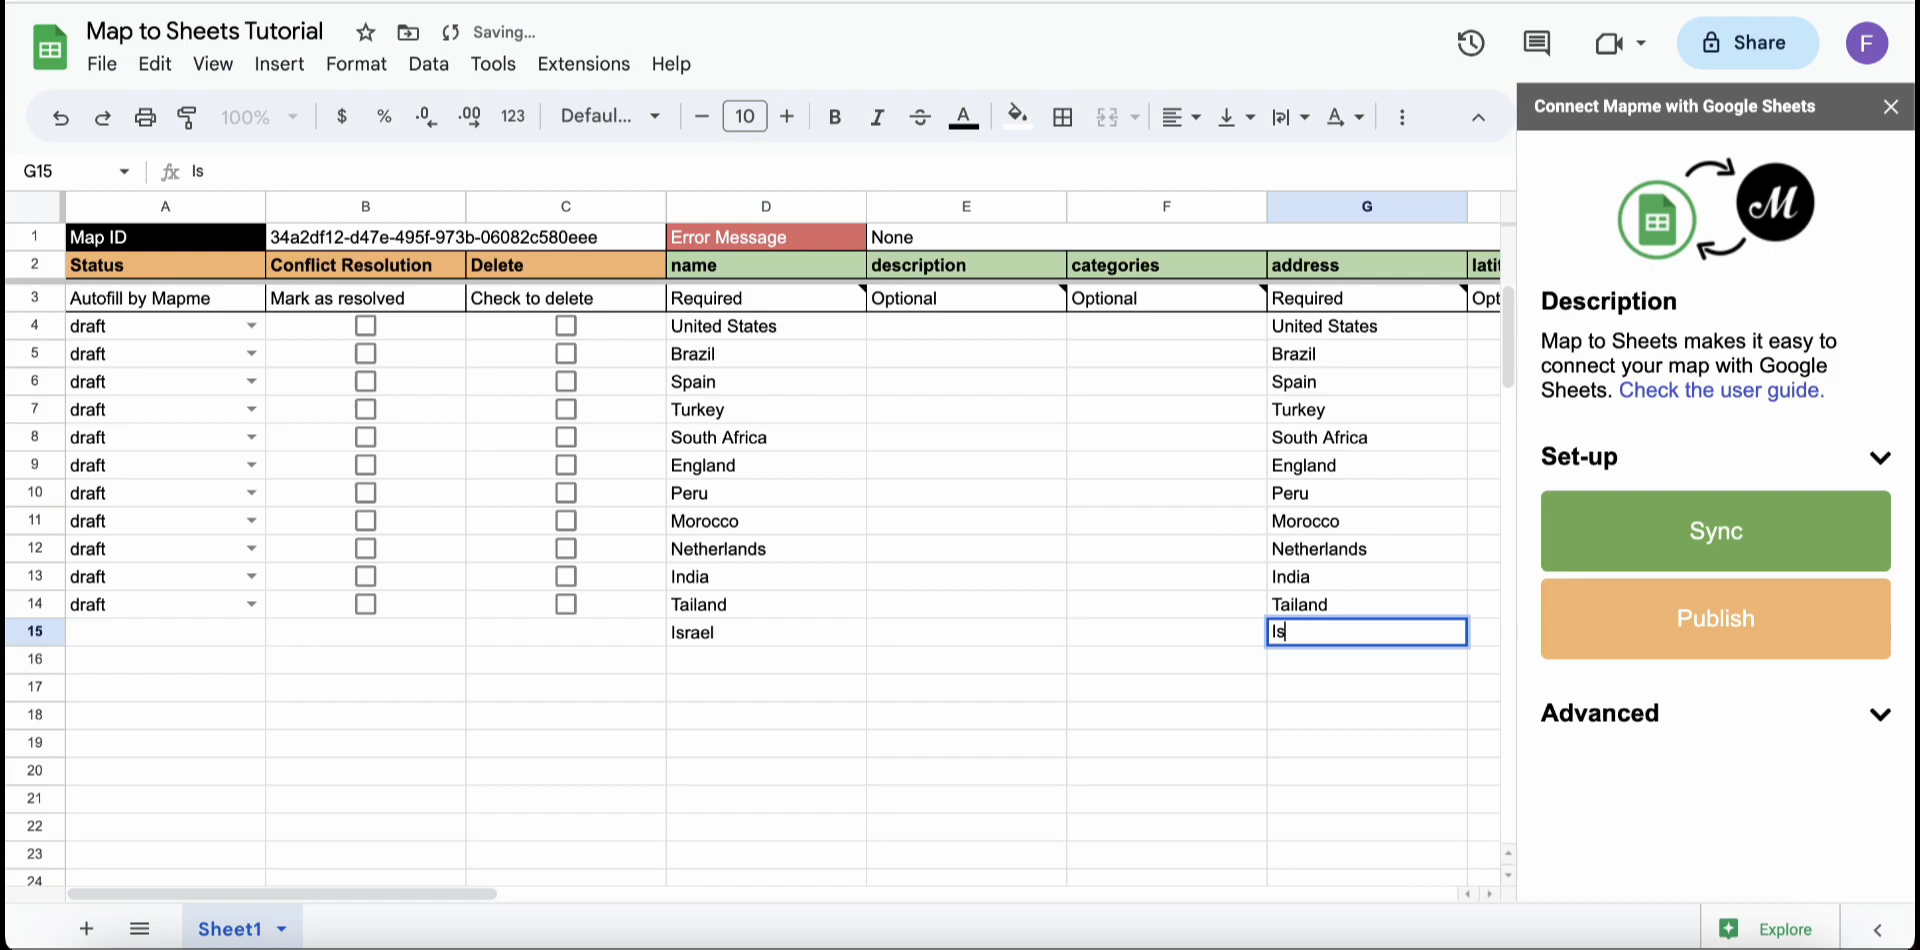 Map to Sheets Tutorial Saving...
File Edit View Insert Format Data Tools Extensions Help
Share F
100% $ % .0 .00 123 Defaul... 10 B I A
Connect Mapme with Google Sheets
G15 fx Is
A B C D E F G
1 Map ID 34a2df12-d47e-495f-973b-06082c580eee Error Message None
2 Status Conflict Resolution Delete name description categories address latit
3 Autofill by Mapme Mark as resolved Check to delete Required Optional Optional Required Opt
4 draft United States United States
5 draft Brazil Brazil
6 draft Spain Spain
7 draft Turkey Turkey
8 draft South Africa South Africa
9 draft England England
10 draft Peru Peru
11 draft Morocco Morocco
12 draft Netherlands Netherlands
13 draft India India
14 draft Tailand Tailand
15 Israel Is
16
17
18
19
20
21
22
23
24
Sheet1
M
Description
Map to Sheets makes it easy to
connect your map with Google
Sheets. Check the user guide.
Set-up
Sync
Publish
Advanced
Explore